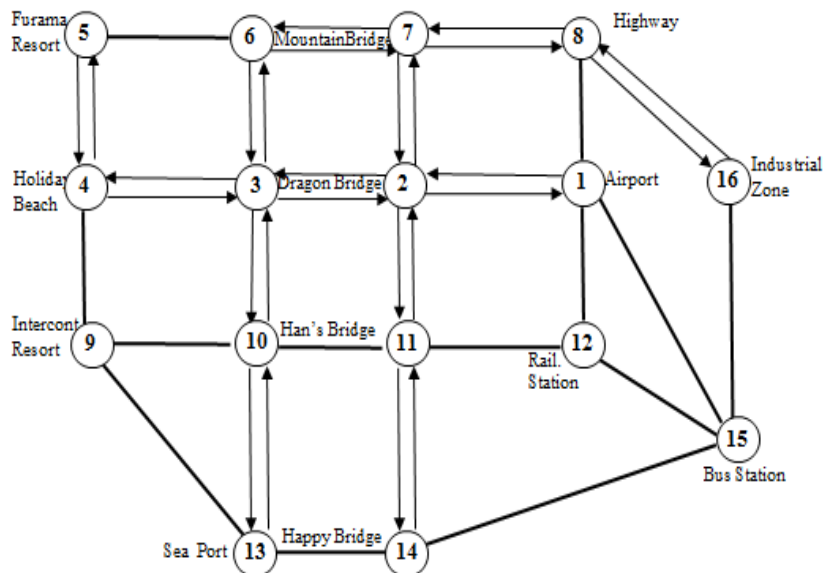 Furama
Resort
5
6
MountainBridge
7
8
Highway
Holiday
Beach
4
3
Dragon Bridge
2
1
Airport
16
Industrial
Zone
Intercont
Resort
9
10
Han's Bridge
11
12
Rail.
Station
15
Bus Station
Sea Port
13
Happy Bridge
14